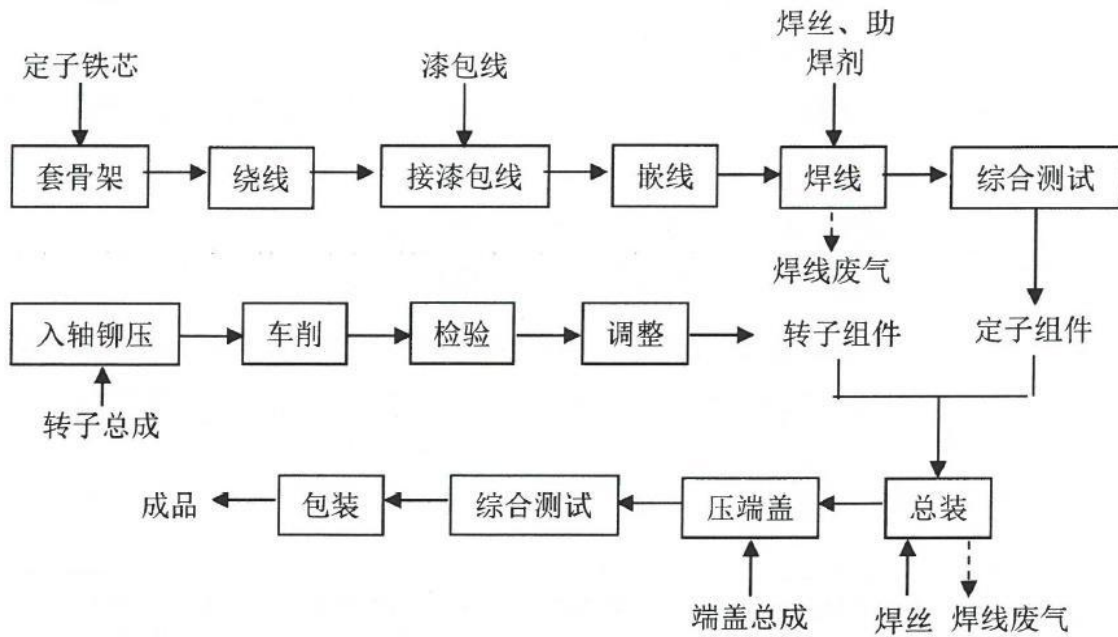 焊丝、助
焊剂
定子铁芯
漆包线
套骨架
绕线
接漆包线
嵌线
焊线
综合测试
焊线废气
入轴铆压
车削
检验
调整
转子组件
定子组件
转子总成
成品
包装
综合测试
压端盖
总装
端盖总成
焊丝
焊线废气